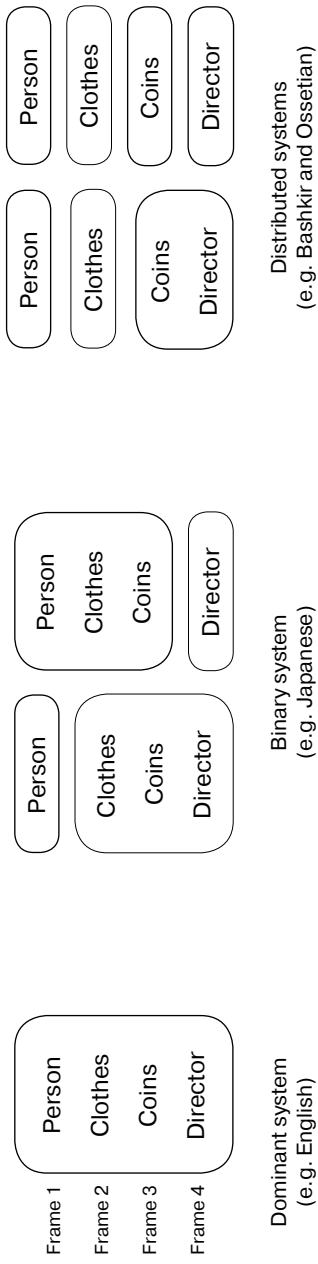 Frame 1
Frame 2
Frame 3
Frame 4
Person
Clothes
Coins
Director
Dominant system
(e.g. English)
Person
Clothes
Coins
Director
Person
Clothes
Coins
Director
Binary system
(e.g. Japanese)
Person
Clothes
Coins
Director
Person
Clothes
Coins
Director
Distributed systems
(e.g. Bashkir and Ossetian)